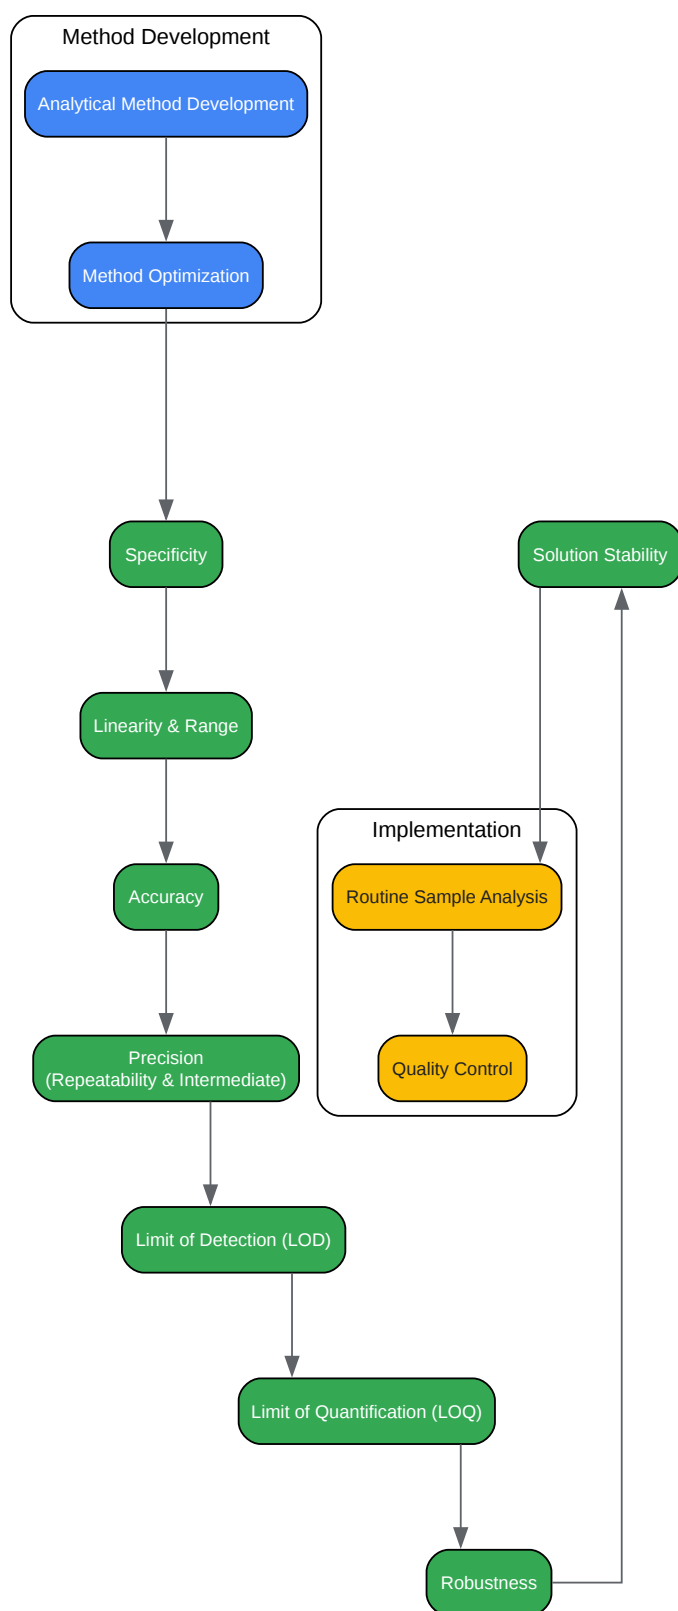 Method Development
Analytical Method Development
Method Optimization
Specificity
Solution Stability
Linearity & Range
Implementation
Accuracy
Routine Sample Analysis
Precision
(Repeatability & Intermediate)
Quality Control
Limit of Detection (LOD)
Limit of Quantification (LOQ)
Robustness